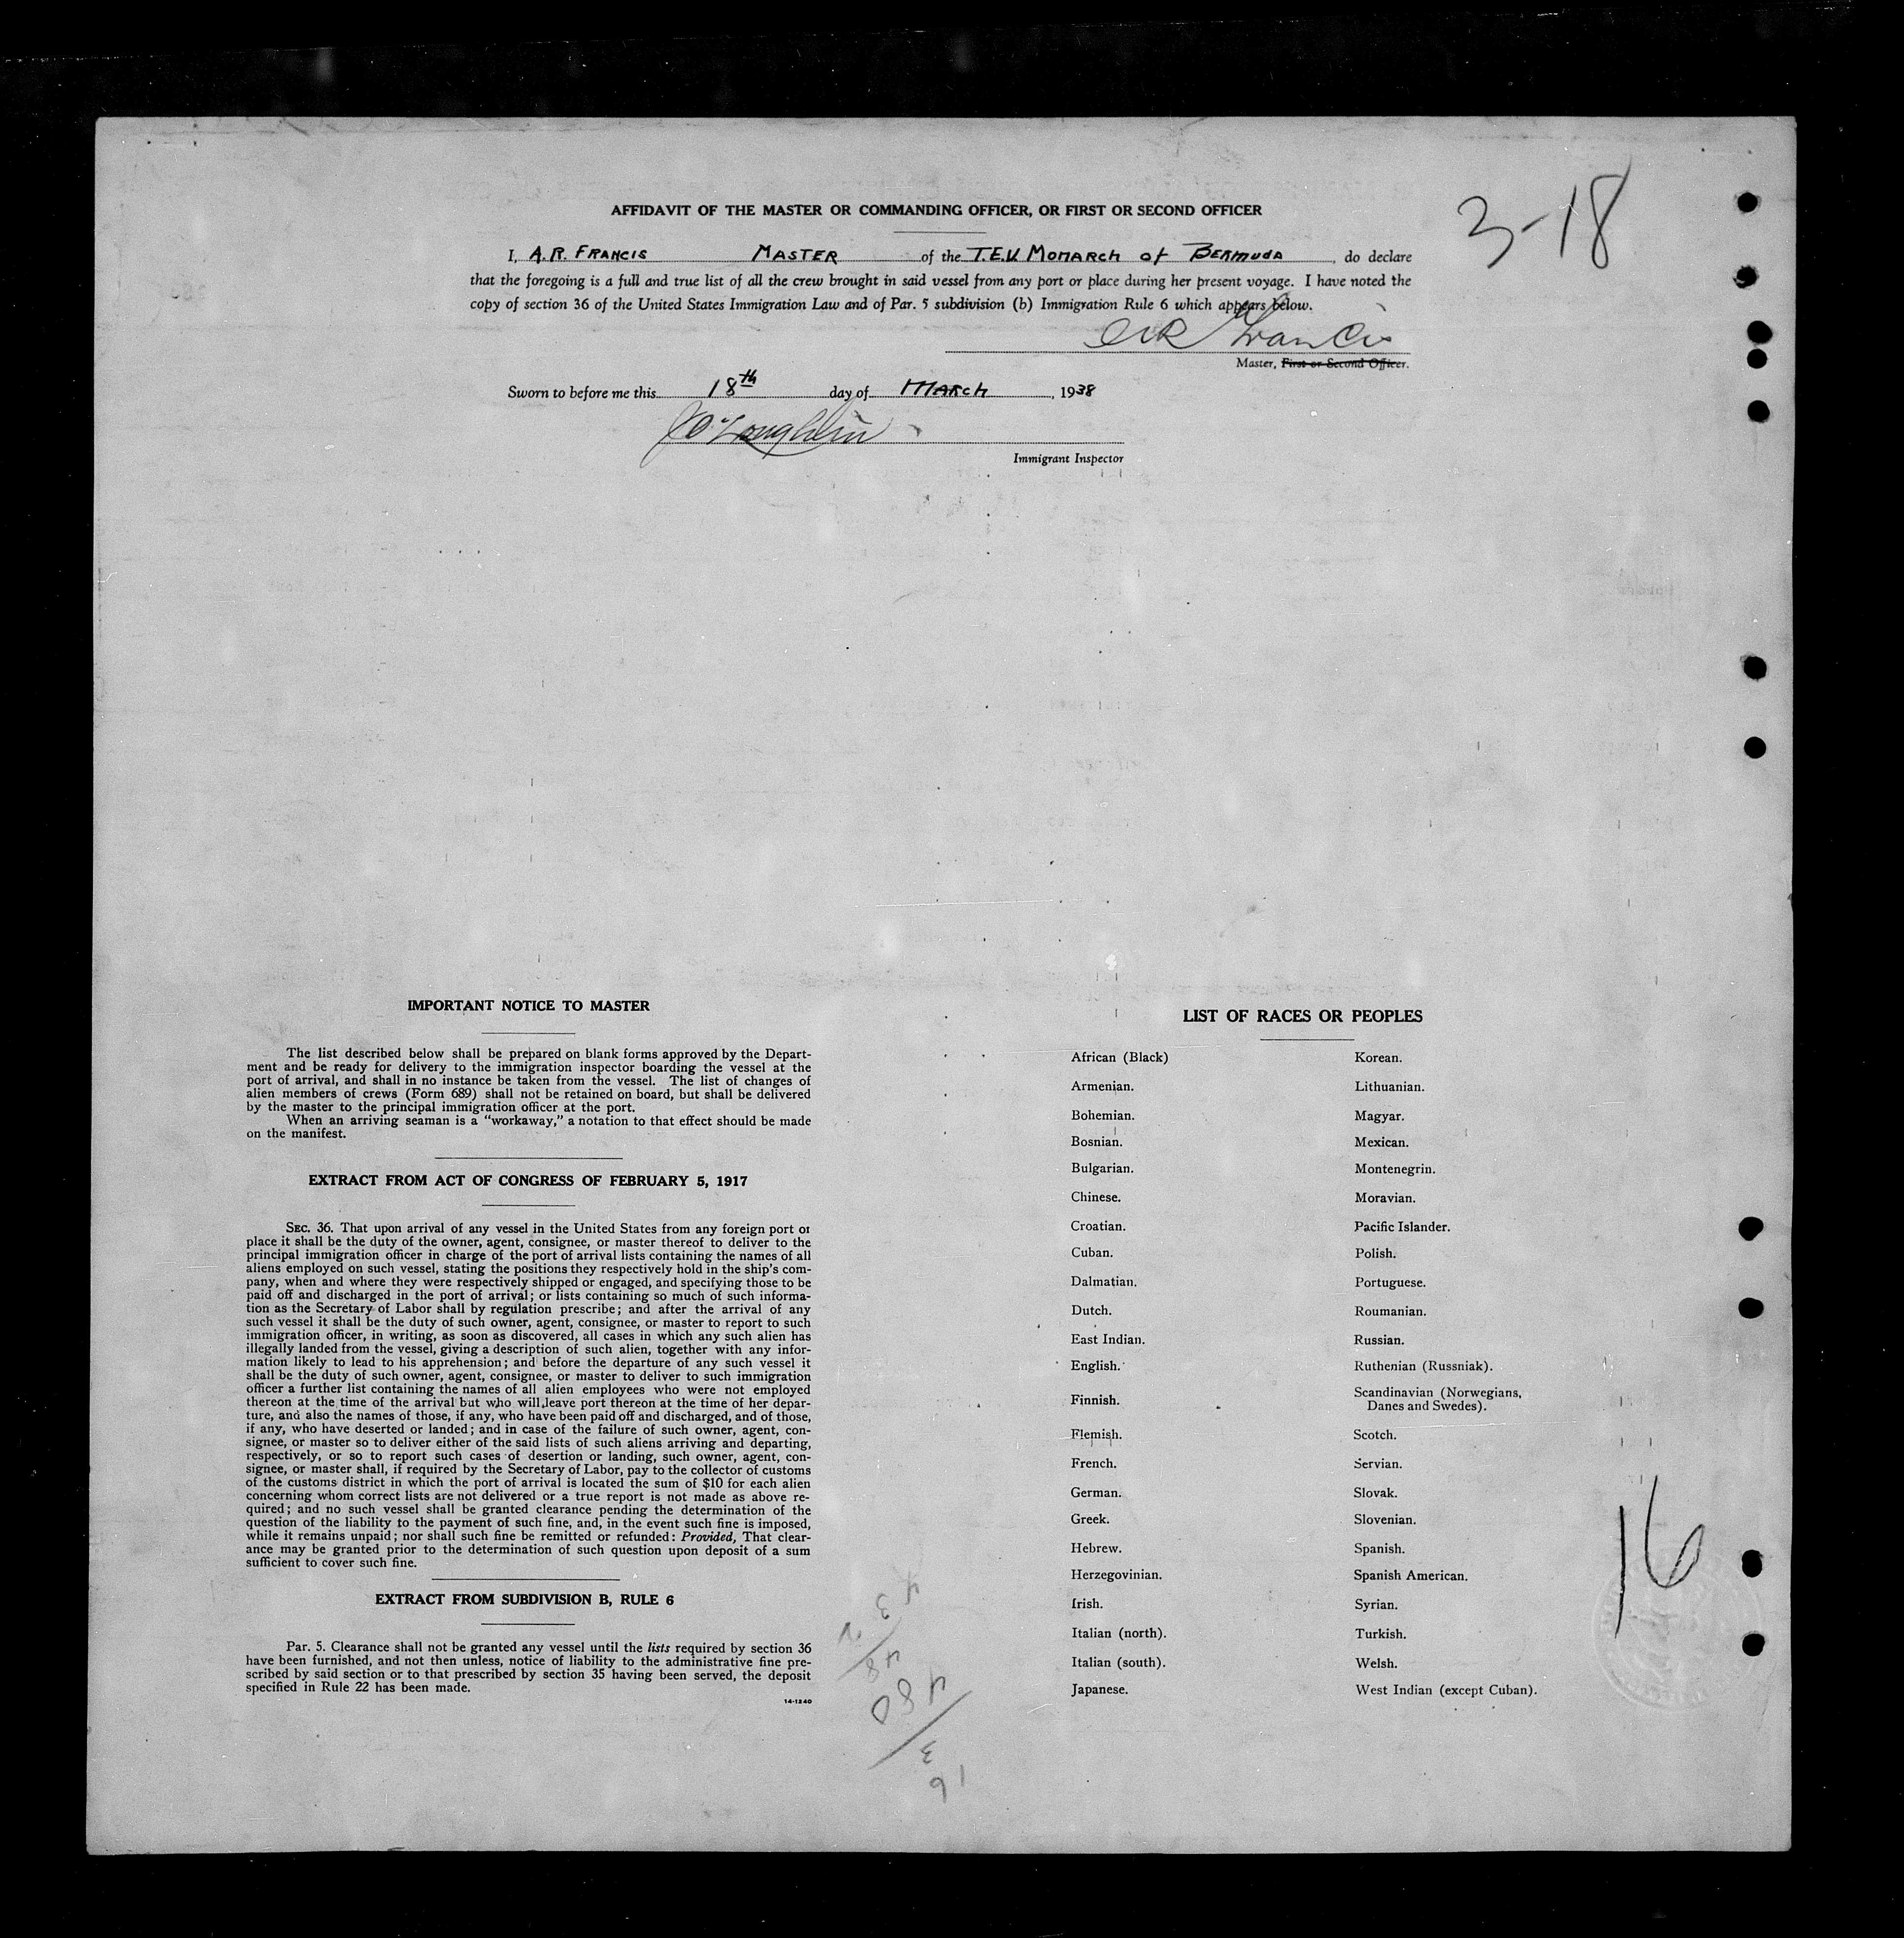 3-18
AFFIDAVIT OF THE MASTER OR COMMANDING OFFICER, OR FIRST OR SECOND OFFICER
I, A.R. FRANCIS MASTER of the T.E.V. MONARCH of BERMUDA, do declare
that the foregoing is a full and true list of all the crew brought in said vessel from any port or place during her present voyage. I have noted the
copy of section 36 of the United States Immigration Law and of Par. 5 subdivision (b) Immigration Rule 6 which appears below.
AR Francis
Master, First or Second Officer.
Sworn to before me this 18th day of MARCH, 1938
O'Loughlin
Immigrant Inspector
IMPORTANT NOTICE TO MASTER
The list described below shall be prepared on blank forms approved by the Depart-
ment and be ready for delivery to the immigration inspector boarding the vessel at the
port of arrival, and shall in no instance be taken from the vessel. The list of changes of
alien members of crews (Form 689) shall not be retained on board, but shall be delivered
by the master to the principal immigration officer at the port.
When an arriving seaman is a "workaway," a notation to that effect should be made
on the manifest.
EXTRACT FROM ACT OF CONGRESS OF FEBRUARY 5, 1917
SEC. 36. That upon arrival of any vessel in the United States from any foreign port or
place it shall be the duty of the owner, agent, consignee, or master thereof to deliver to the
principal immigration officer in charge of the port of arrival lists containing the names of all
aliens employed on such vessel, stating the positions they respectively hold in the ship's com-
pany, when and where they were respectively shipped or engaged, and specifying those to be
paid off and discharged in the port of arrival; or lists containing so much of such informa-
tion as the Secretary of Labor shall by regulation prescribe; and after the arrival of any
such vessel it shall be the duty of such owner, agent, consignee, or master to report to such
immigration officer, in writing, as soon as discovered, all cases in which any such alien has
illegally landed from the vessel, giving a description of such alien, together with any infor-
mation likely to lead to his apprehension; and before the departure of any such vessel it
shall be the duty of such owner, agent, consignee, or master to deliver to such immigration
officer a further list containing the names of all alien employees who were not employed
thereon at the time of the arrival but who will leave port thereon at the time of her depar-
ture, and also the names of those, if any, who have been paid off and discharged, and of those,
if any, who have deserted or landed; and in case of the failure of such owner, agent, con-
signee, or master so to deliver either of the said lists of such aliens arriving and departing,
respectively, or so to report such cases of desertion or landing, such owner, agent, con-
signee, or master shall, if required by the Secretary of Labor, pay to the collector of customs
of the customs district in which the port of arrival is located the sum of $10 for each alien
concerning whom correct lists are not delivered or a true report is not made as above re-
quired; and no such vessel shall be granted clearance pending the determination of the
question of the liability to the payment of such fine, and, in the event such fine is imposed,
while it remains unpaid; nor shall such fine be remitted or refunded: Provided, That clear-
ance may be granted prior to the determination of such question upon deposit of a sum
sufficient to cover such fine.
EXTRACT FROM SUBDIVISION B, RULE 6
Par. 5. Clearance shall not be granted any vessel until the lists required by section 36
have been furnished, and not then unless, notice of liability to the administrative fine pre-
scribed by said section or to that prescribed by section 35 having been served, the deposit
specified in Rule 22 has been made.
14-1240
LIST OF RACES OR PEOPLES
African (Black)
Armenian.
Bohemian.
Bosnian.
Bulgarian.
Chinese.
Croatian.
Cuban.
Dalmatian.
Dutch.
East Indian.
English.
Finnish.
Flemish.
French.
German.
Greek.
Hebrew.
Herzegovinian.
Irish.
Italian (north).
Italian (south).
Japanese.
Korean.
Lithuanian.
Magyar.
Mexican.
Montenegrin.
Moravian.
Pacific Islander.
Polish.
Portuguese.
Roumanian.
Russian.
Ruthenian (Russniak).
Scandinavian (Norwegians,
Danes and Swedes).
Scotch.
Servian.
Slovak.
Slovenian.
Spanish.
Spanish American.
Syrian.
Turkish.
Welsh.
West Indian (except Cuban).
16
48
480
3
16